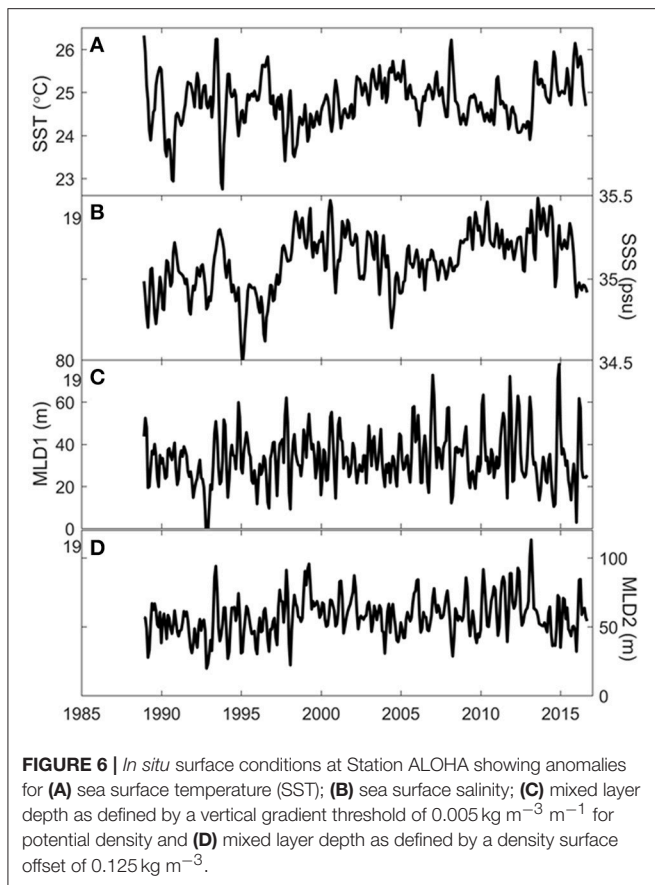 A
26
25
24
23
SST (°C)
B
35.5
35
34.5
SSS (psu)
19
80
C
60
40
20
0
MLD1 (m)
19
D
100
50
0
MLD2 (m)
19
1985 1990 1995 2000 2005 2010 2015
FIGURE 6 | In situ surface conditions at Station ALOHA showing anomalies
for (A) sea surface temperature (SST); (B) sea surface salinity; (C) mixed layer
depth as defined by a vertical gradient threshold of 0.005 kg m⁻³ m⁻¹ for
potential density and (D) mixed layer depth as defined by a density surface
offset of 0.125 kg m⁻³.